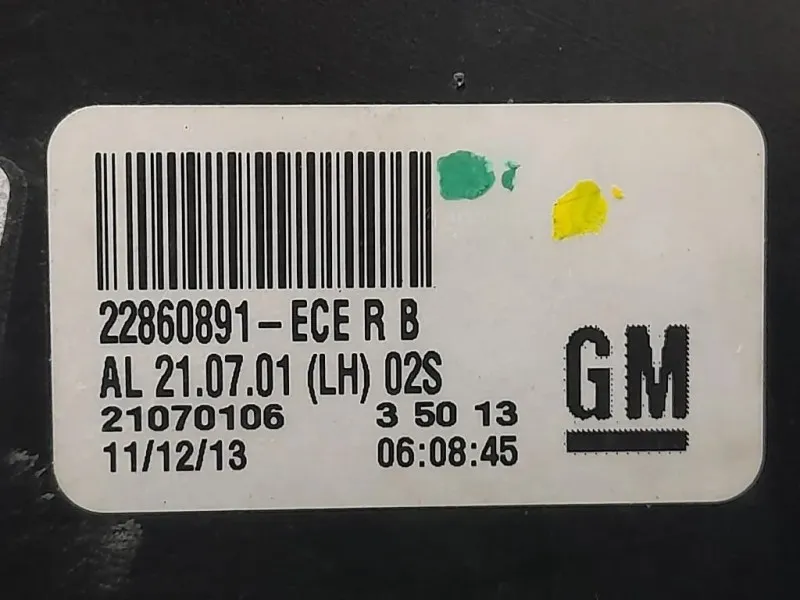 22860891-ECE R B
AL 21.07.01 (LH) 02S
21070106 3 50 13
11/12/13 06:08:45
GM